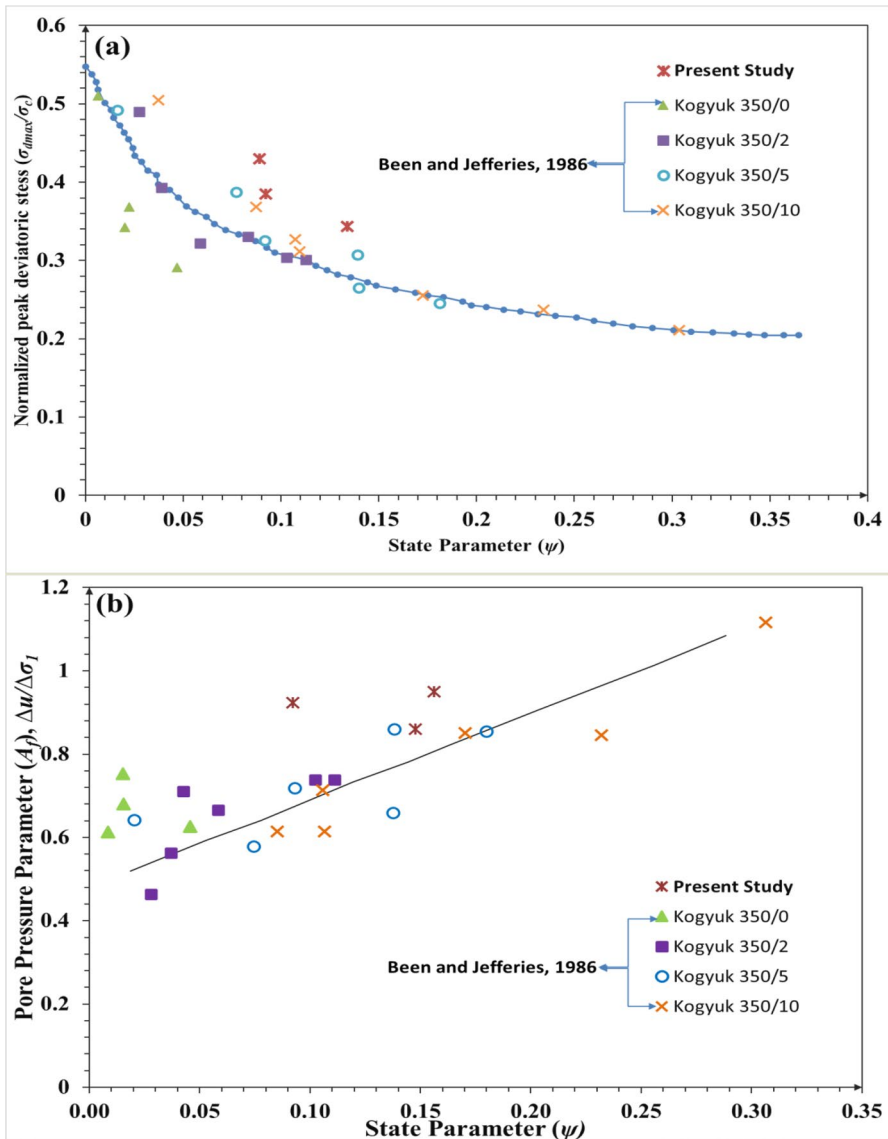 (a)
Normalized peak deviatoric stess (σdmax/σc)
0.6
0.5
0.4
0.3
0.2
0.1
0
Present Study
Kogyuk 350/0
Kogyuk 350/2
Been and Jefferies, 1986
Kogyuk 350/5
Kogyuk 350/10
0 0.05 0.1 0.15 0.2 0.25 0.3 0.35 0.4
State Parameter (ψ)
(b)
Pore Pressure Parameter (Af), Δu/Δσ1
1.2
1
0.8
0.6
0.4
0.2
0
Present Study
Kogyuk 350/0
Kogyuk 350/2
Been and Jefferies, 1986
Kogyuk 350/5
Kogyuk 350/10
0.00 0.05 0.10 0.15 0.20 0.25 0.30 0.35
State Parameter (ψ)